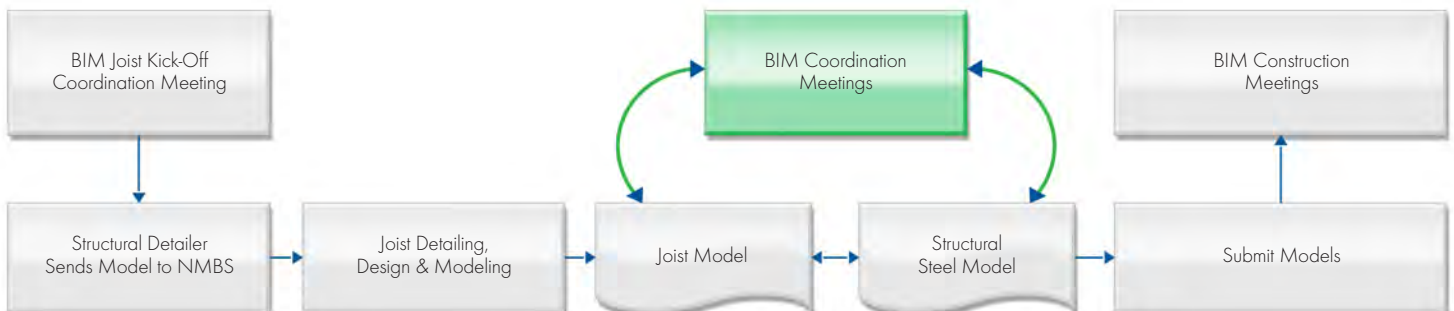 BIM Joist Kick-Off
Coordination Meeting
BIM Coordination
Meetings
BIM Construction
Meetings
Structural Detailer
Sends Model to NMBS
Joist Detailing,
Design & Modeling
Joist Model
Structural
Steel Model
Submit Models